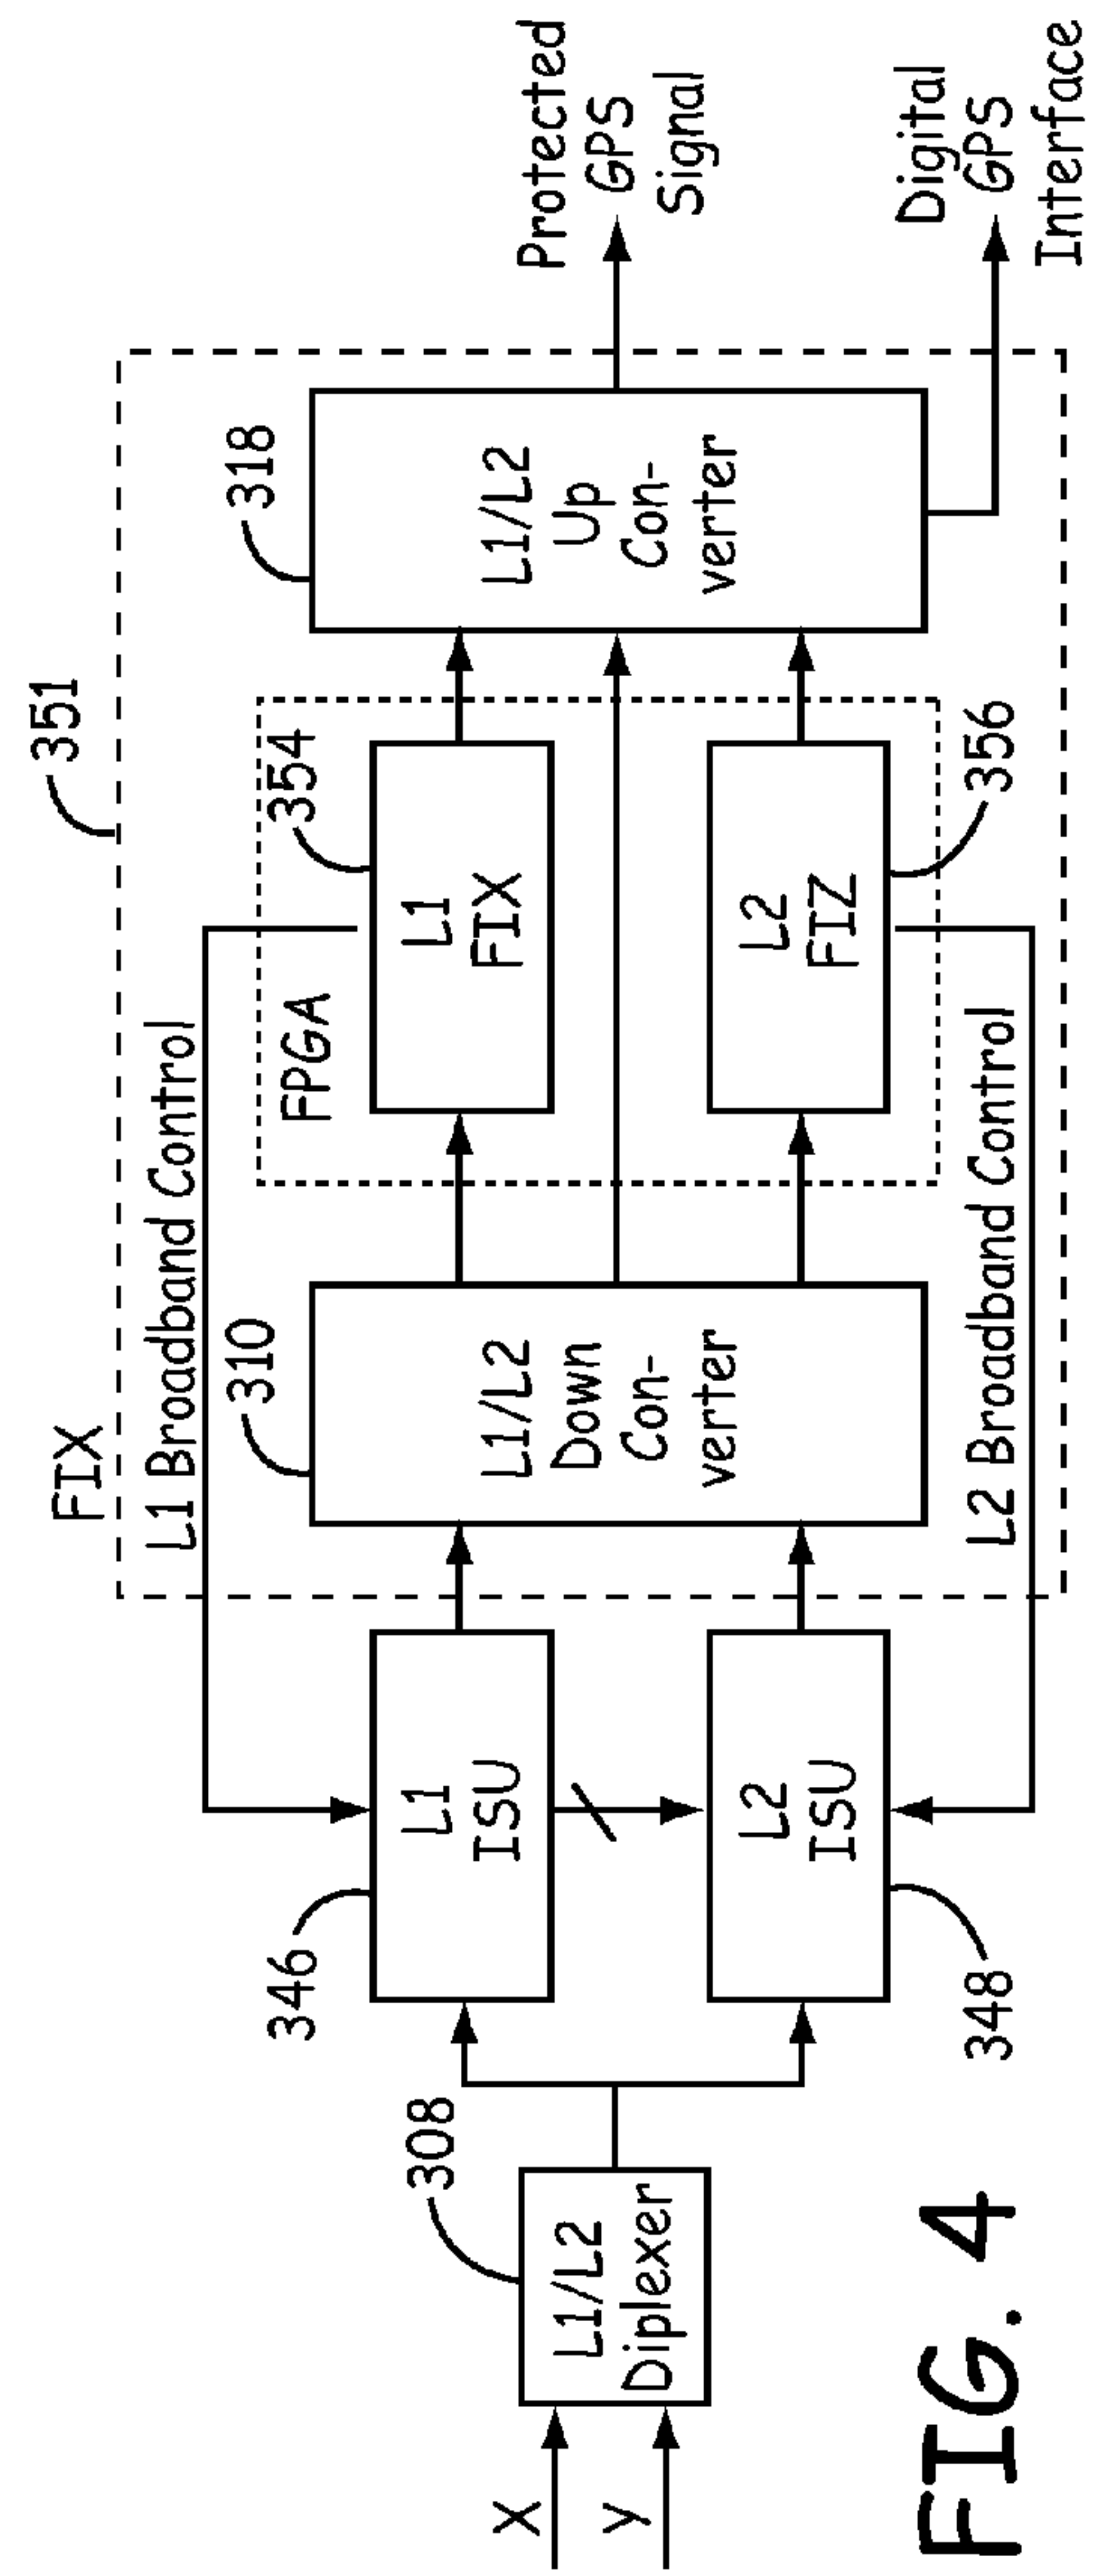 351
FIX
L1 Broadband Control
310
318
FPGA
354
346
308
X
y
L1/L2
Diplexer
L1
ISU
L2
ISU
348
L1/L2
Down
Con-
verter
L1
FIX
L2
FIZ
356
L1/L2
Up
Con-
verter
Protected
GPS
Signal
Digital
GPS
Interface
L2 Broadband Control
FIG. 4